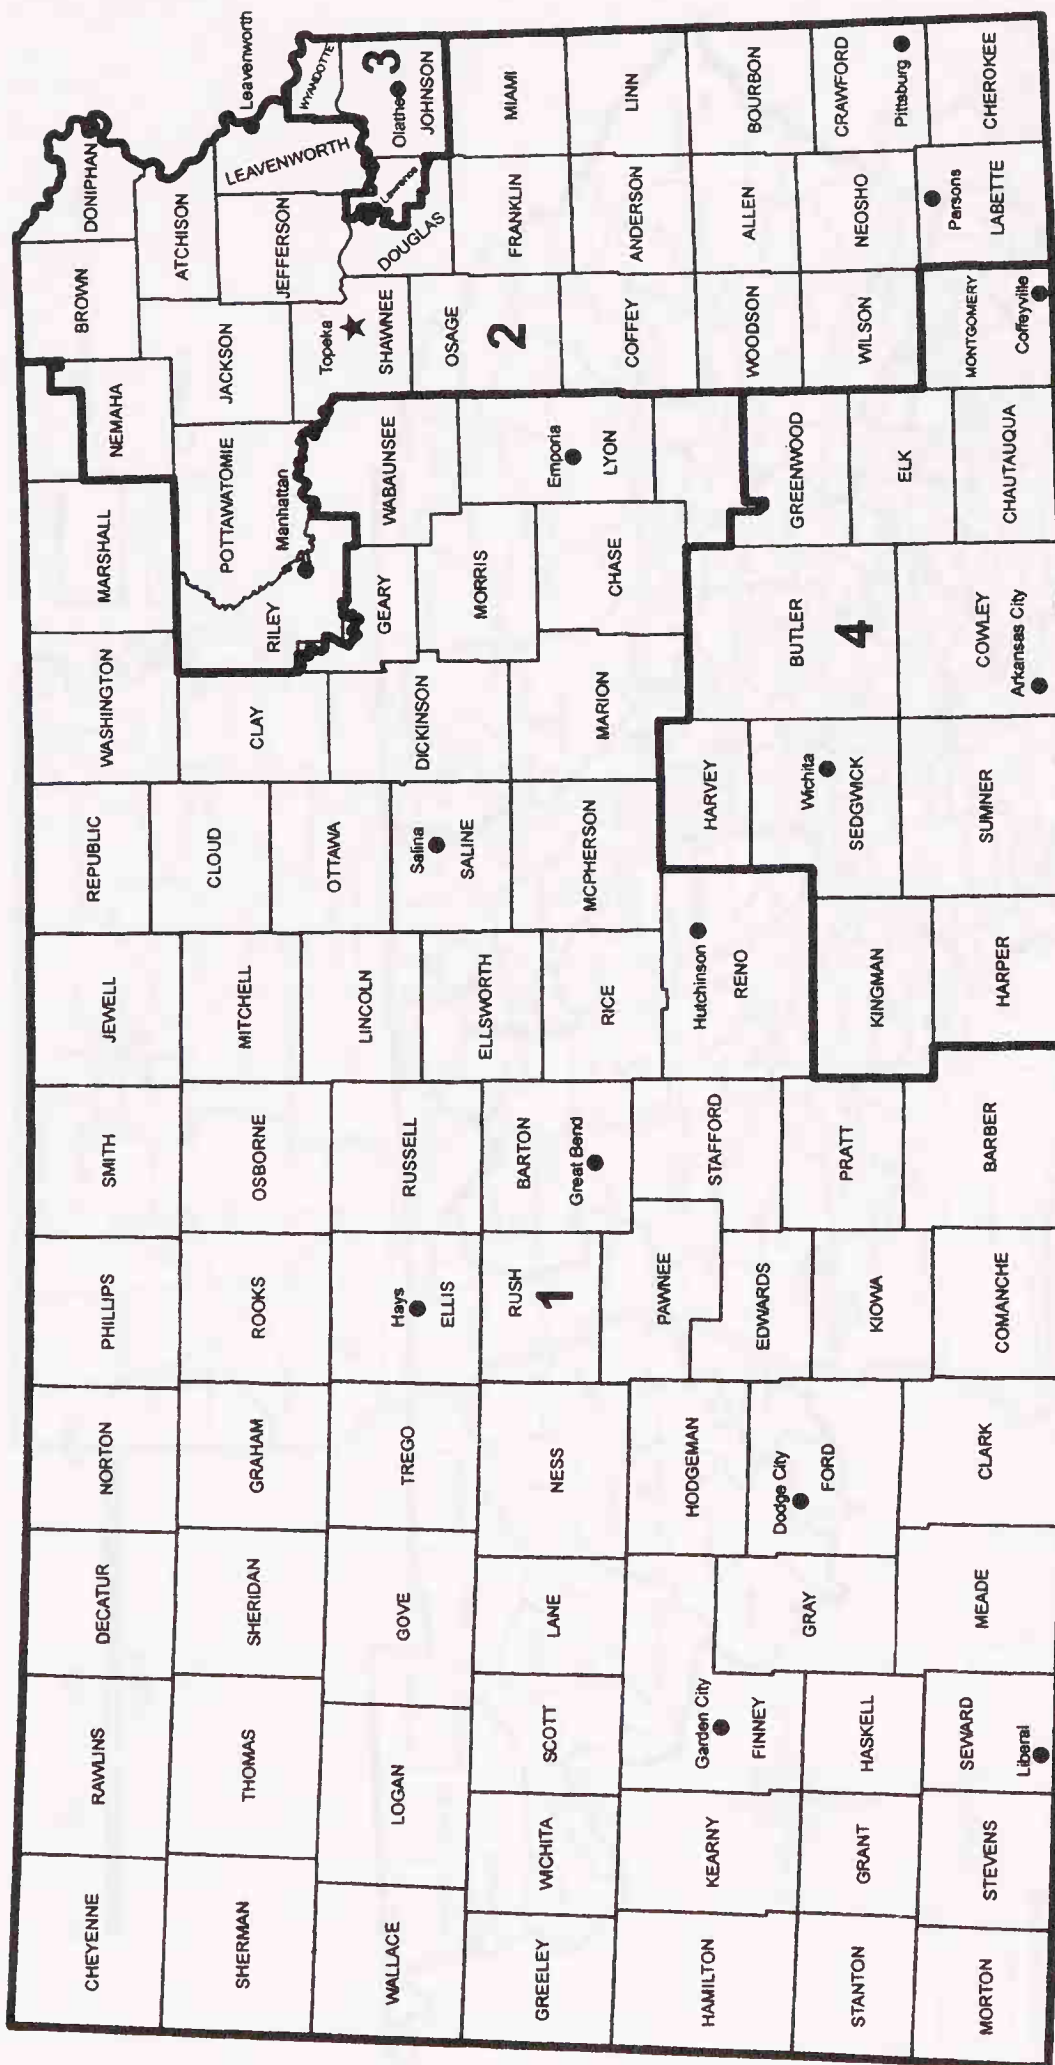 CHEYENNE
RAWLINS
DECATUR
NORTON
PHILLIPS
SMITH
JEWELL
REPUBLIC
WASHINGTON
MARSHALL
NEMAHA
BROWN
DONIPHAN
SHERMAN
THOMAS
SHERIDAN
GRAHAM
ROOKS
OSBORNE
MITCHELL
CLOUD
CLAY
RILEY
POTTAWATOMIE
Manhattan
JACKSON
ATCHISON
JEFFERSON
LEAVENWORTH
Leavenworth
WYANDOTTE
WALLACE
LOGAN
GOVE
TREGO
Hays
ELLIS
RUSSELL
LINCOLN
OTTAWA
Salina
SALINE
DICKINSON
GEARY
WABAUNSEE
Topeka
SHAWNEE
DOUGLAS
Lawrence
3
Olathe
JOHNSON
GREELEY
WICHITA
SCOTT
LANE
NESS
RUSH
1
BARTON
Great Bend
ELLSWORTH
RICE
MCPHERSON
MARION
MORRIS
CHASE
Emporia
LYON
OSAGE
2
COFFEY
FRANKLIN
MIAMI
ANDERSON
LINN
HAMILTON
KEARNY
Garden City
FINNEY
HODGEMAN
PAWNEE
STAFFORD
Hutchinson
RENO
HARVEY
BUTLER
4
GREENWOOD
WOODSON
ALLEN
BOURBON
Dodge City
FORD
GRAY
EDWARDS
PRATT
KINGMAN
Wichita
SEDGWICK
ELK
WILSON
NEOSHO
CRAWFORD
Pittsburg
STANTON
GRANT
HASKELL
KIOWA
MORTON
STEVENS
SEWARD
Liberal
MEADE
CLARK
COMANCHE
BARBER
HARPER
SUMNER
COWLEY
Arkansas City
CHAUTAUQUA
MONTGOMERY
Coffeyville
Parsons
LABETTE
CHEROKEE